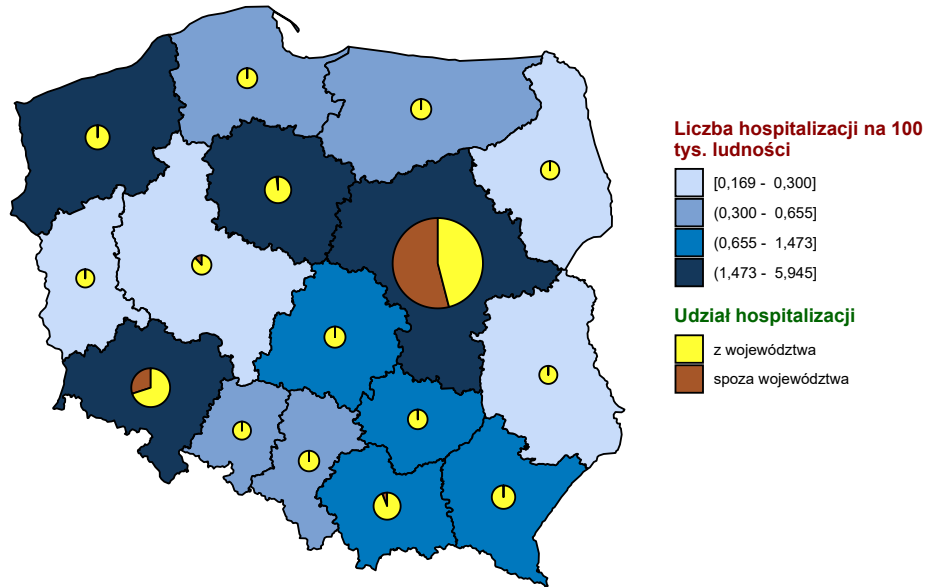 Liczba hospitalizacji na 100
tys. ludności
[0,169 - 0,300]
(0,300 - 0,655]
(0,655 - 1,473]
(1,473 - 5,945]
Udział hospitalizacji
z województwa
spoza województwa